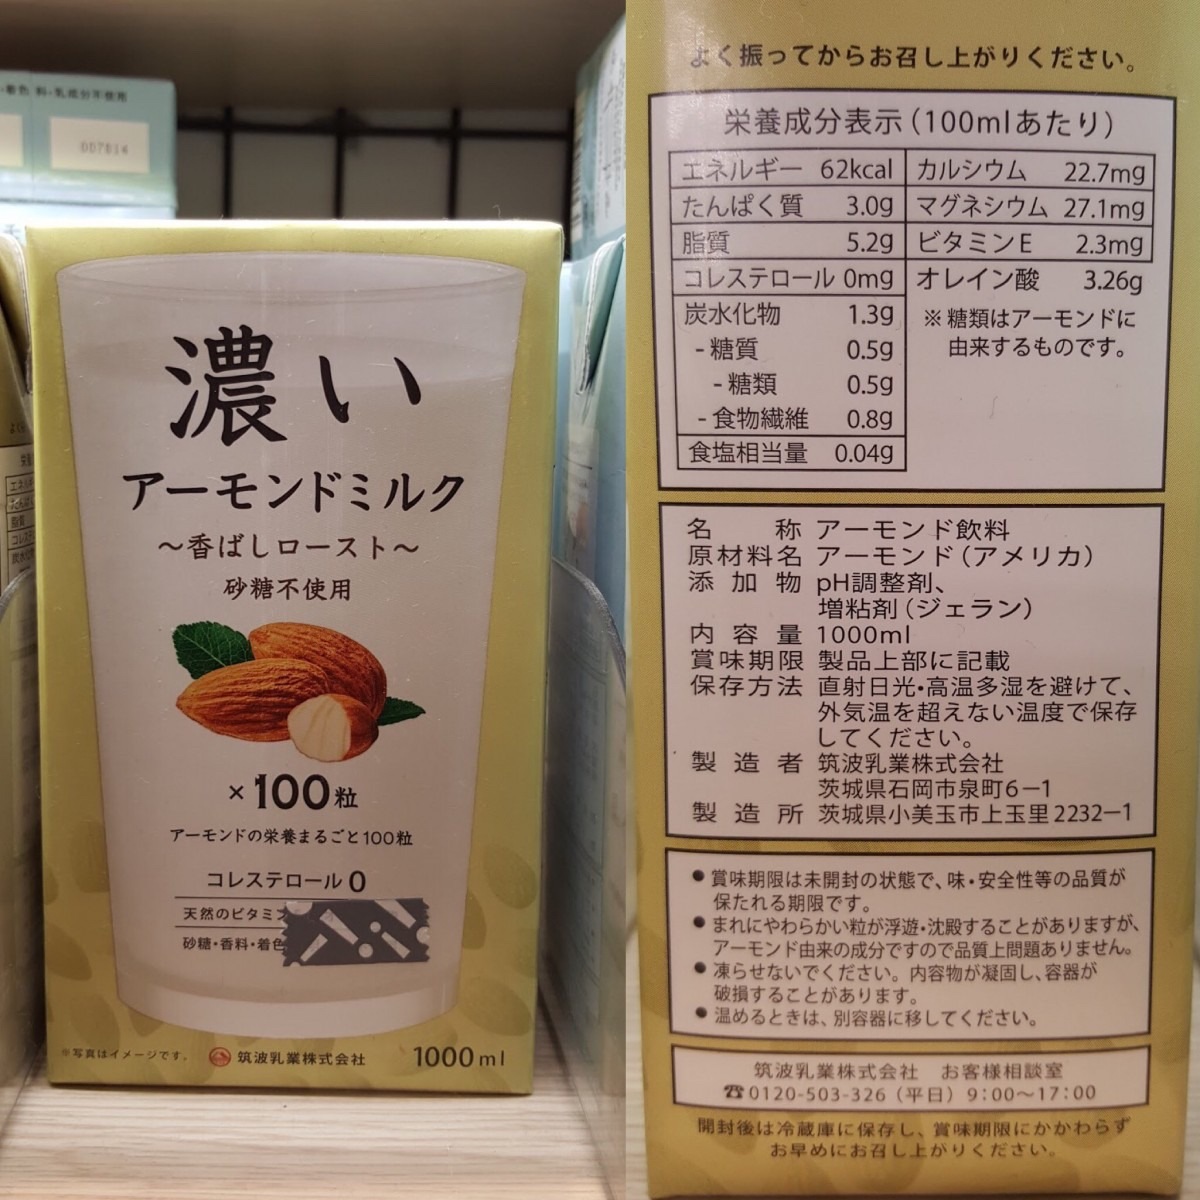 着色料・乳成分不使用
007814
濃い
アーモンドミルク
〜香ばしロースト〜
砂糖不使用
×100粒
アーモンドの栄養まるごと100粒
コレステロール0
天然のビタミン
砂糖・香料・着色
※写真はイメージです。
筑波乳業株式会社
1000ml
よく振ってからお召し上がりください。
栄養成分表示(100mlあたり)
エネルギー 62kcal
たんぱく質 3.0g
脂質 5.2g
コレステロール 0mg
炭水化物 1.3g
- 糖質 0.5g
- 糖類 0.5g
- 食物繊維 0.8g
食塩相当量 0.04g
カルシウム 22.7mg
マグネシウム 27.1mg
ビタミンE 2.3mg
オレイン酸 3.26g
※糖類はアーモンドに
由来するものです。
名称 アーモンド飲料
原材料名 アーモンド(アメリカ)
添加物 pH調整剤、
増粘剤(ジェラン)
内容量 1000ml
賞味期限 製品上部に記載
保存方法 直射日光・高温多湿を避けて、
外気温を超えない温度で保存
してください。
製造者 筑波乳業株式会社
茨城県石岡市泉町6−1
製造所 茨城県小美玉市上玉里2232−1
●賞味期限は未開封の状態で、味・安全性等の品質が
保たれる期限です。
●まれにやわらかい粒が浮遊・沈殿することがありますが、
アーモンド由来の成分ですので品質上問題ありません。
●凍らせないでください。内容物が凝固し、容器が
破損することがあります。
●温めるときは、別容器に移してください。
筑波乳業株式会社 お客様相談室
☎0120-503-326(平日)9:00〜17:00
開封後は冷蔵庫に保存し、賞味期限にかかわらず
お早めにお召し上がりください。